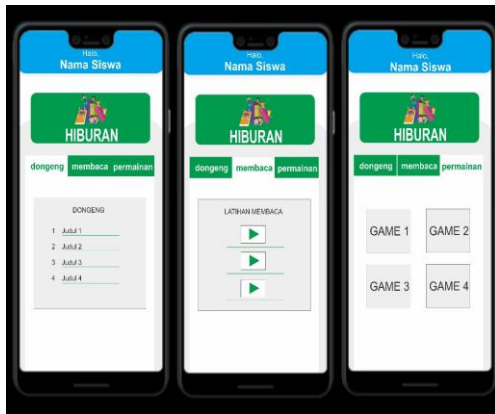 Halo,
Nama Siswa
HIBURAN
dongeng membaca permainan
DONGENG
1 Judul 1
2 Judul 2
3 Judul 3
4 Judul 4
Halo,
Nama Siswa
HIBURAN
dongeng membaca permainan
LATIHAN MEMBACA
Halo,
Nama Siswa
HIBURAN
dongeng membaca permainan
GAME 1 GAME 2
GAME 3 GAME 4